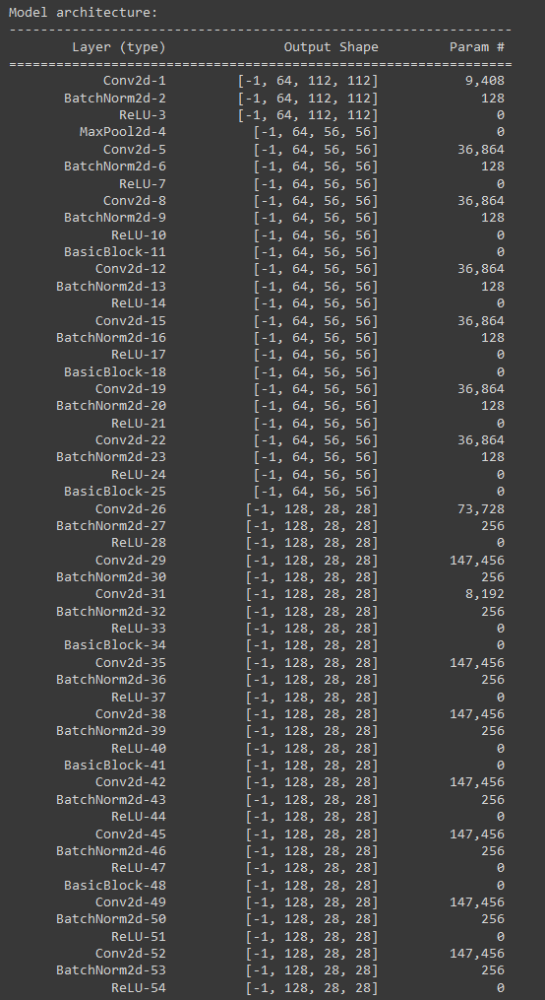 Model architecture:
----------------------------------------------------------------
Layer (type) Output Shape Param #
================================================================
Conv2d-1 [-1, 64, 112, 112] 9,408
BatchNorm2d-2 [-1, 64, 112, 112] 128
ReLU-3 [-1, 64, 112, 112] 0
MaxPool2d-4 [-1, 64, 56, 56] 0
Conv2d-5 [-1, 64, 56, 56] 36,864
BatchNorm2d-6 [-1, 64, 56, 56] 128
ReLU-7 [-1, 64, 56, 56] 0
Conv2d-8 [-1, 64, 56, 56] 36,864
BatchNorm2d-9 [-1, 64, 56, 56] 128
ReLU-10 [-1, 64, 56, 56] 0
BasicBlock-11 [-1, 64, 56, 56] 0
Conv2d-12 [-1, 64, 56, 56] 36,864
BatchNorm2d-13 [-1, 64, 56, 56] 128
ReLU-14 [-1, 64, 56, 56] 0
Conv2d-15 [-1, 64, 56, 56] 36,864
BatchNorm2d-16 [-1, 64, 56, 56] 128
ReLU-17 [-1, 64, 56, 56] 0
BasicBlock-18 [-1, 64, 56, 56] 0
Conv2d-19 [-1, 64, 56, 56] 36,864
BatchNorm2d-20 [-1, 64, 56, 56] 128
ReLU-21 [-1, 64, 56, 56] 0
Conv2d-22 [-1, 64, 56, 56] 36,864
BatchNorm2d-23 [-1, 64, 56, 56] 128
ReLU-24 [-1, 64, 56, 56] 0
BasicBlock-25 [-1, 64, 56, 56] 0
Conv2d-26 [-1, 128, 28, 28] 73,728
BatchNorm2d-27 [-1, 128, 28, 28] 256
ReLU-28 [-1, 128, 28, 28] 0
Conv2d-29 [-1, 128, 28, 28] 147,456
BatchNorm2d-30 [-1, 128, 28, 28] 256
Conv2d-31 [-1, 128, 28, 28] 8,192
BatchNorm2d-32 [-1, 128, 28, 28] 256
ReLU-33 [-1, 128, 28, 28] 0
BasicBlock-34 [-1, 128, 28, 28] 0
Conv2d-35 [-1, 128, 28, 28] 147,456
BatchNorm2d-36 [-1, 128, 28, 28] 256
ReLU-37 [-1, 128, 28, 28] 0
Conv2d-38 [-1, 128, 28, 28] 147,456
BatchNorm2d-39 [-1, 128, 28, 28] 256
ReLU-40 [-1, 128, 28, 28] 0
BasicBlock-41 [-1, 128, 28, 28] 0
Conv2d-42 [-1, 128, 28, 28] 147,456
BatchNorm2d-43 [-1, 128, 28, 28] 256
ReLU-44 [-1, 128, 28, 28] 0
Conv2d-45 [-1, 128, 28, 28] 147,456
BatchNorm2d-46 [-1, 128, 28, 28] 256
ReLU-47 [-1, 128, 28, 28] 0
BasicBlock-48 [-1, 128, 28, 28] 0
Conv2d-49 [-1, 128, 28, 28] 147,456
BatchNorm2d-50 [-1, 128, 28, 28] 256
ReLU-51 [-1, 128, 28, 28] 0
Conv2d-52 [-1, 128, 28, 28] 147,456
BatchNorm2d-53 [-1, 128, 28, 28] 256
ReLU-54 [-1, 128, 28, 28] 0